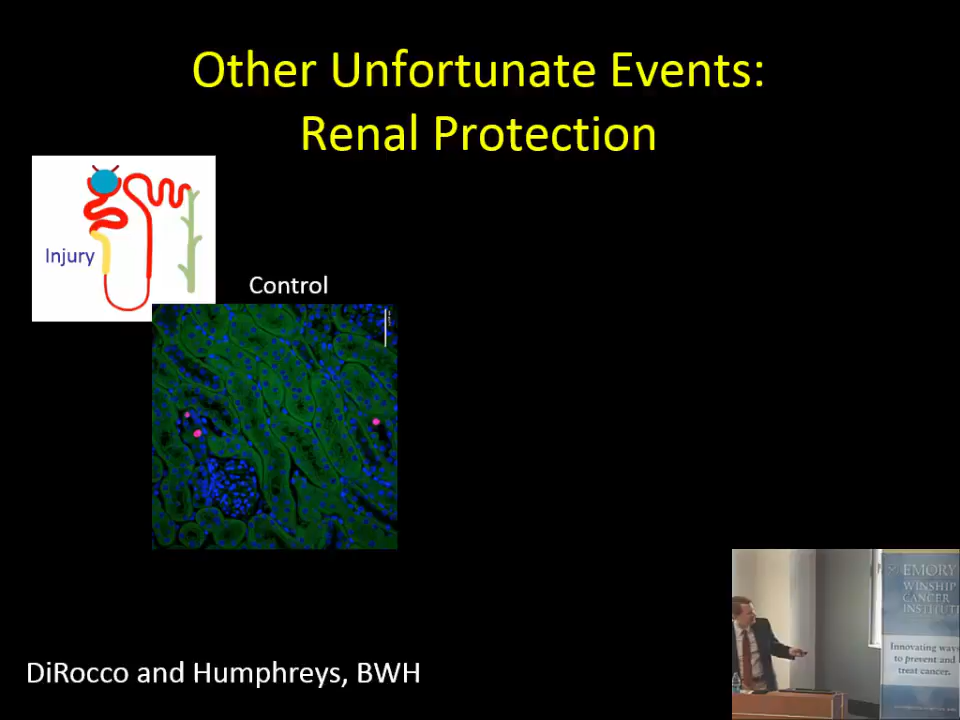 Other Unfortunate Events:
Renal Protection
Injury
Control
DiRocco and Humphreys, BWH
EMORY
WINSHIP
CANCER
INSTITUTE
Innovating ways
to prevent and
treat cancer.